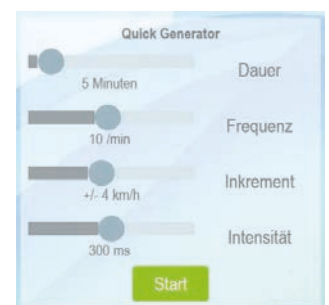 Quick Generator
Dauer
5 Minuten
Frequenz
10 /min
Inkrement
+/- 4 km/h
Intensität
300 ms
Start